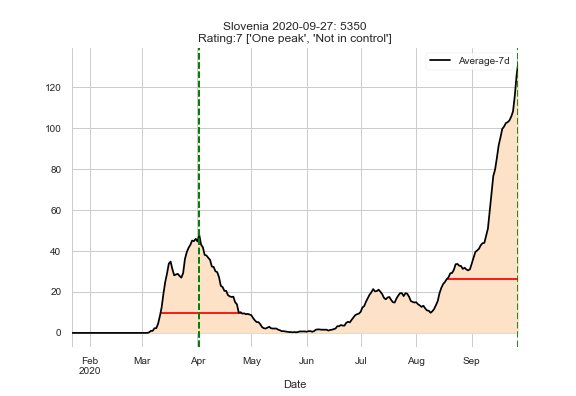 Slovenia 2020-09-27: 5350
Rating:7 ['One peak', 'Not in control']
Average-7d
120
100
80
60
40
20
0
Feb
2020
Mar
Apr
May
Jun
Jul
Aug
Sep
Date